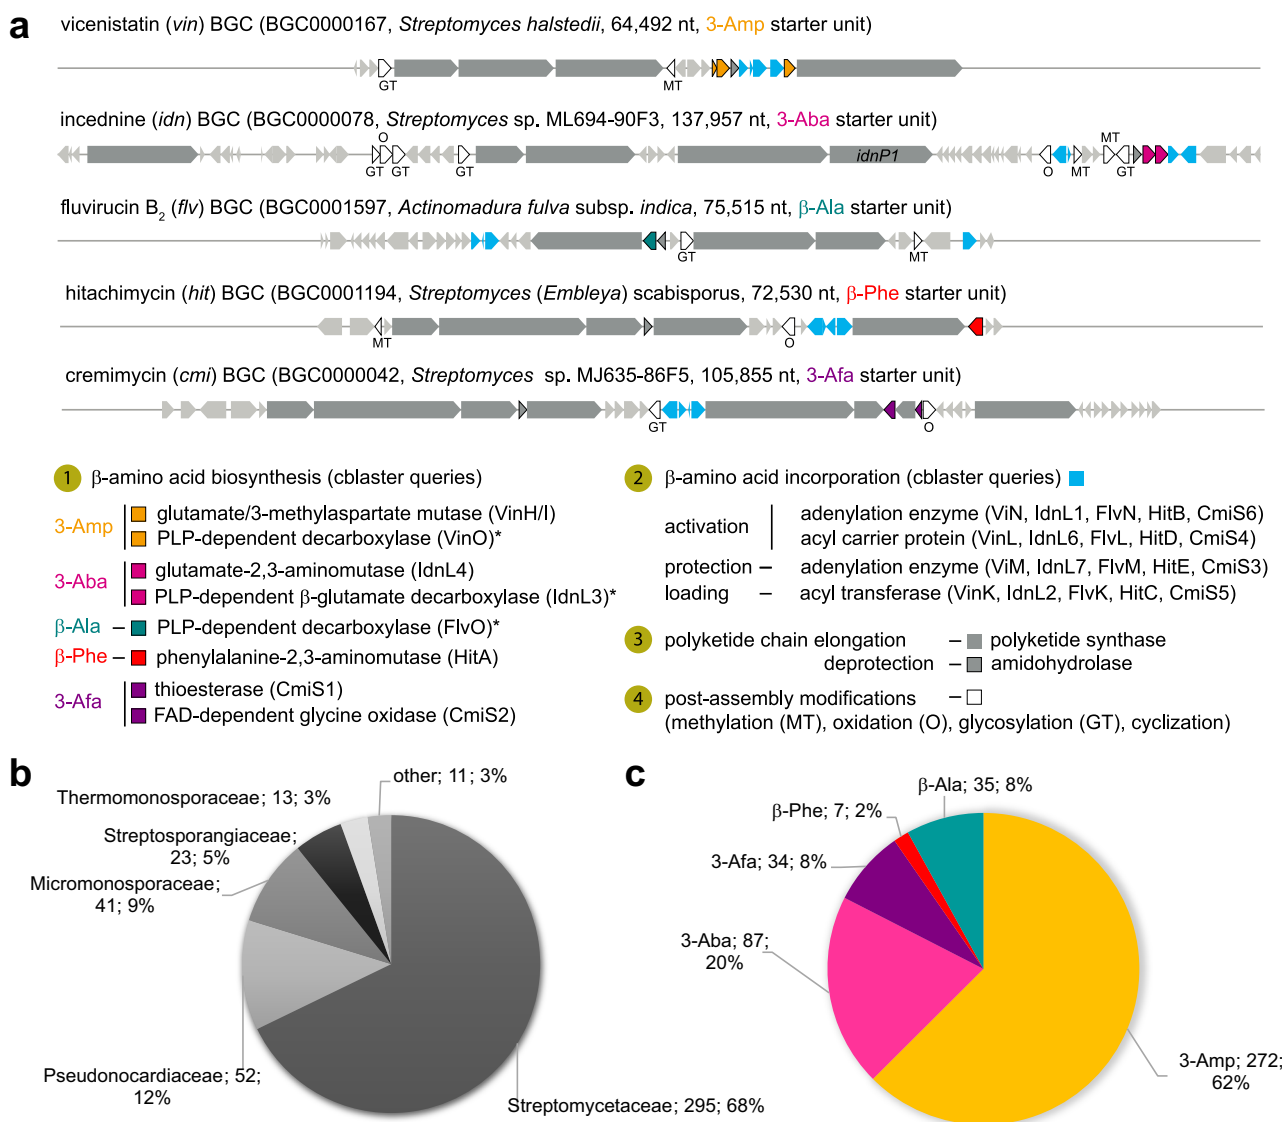 a
vicenistatin (vin) BGC (BGC0000167, Streptomyces halstedii, 64,492 nt, 3-Amp starter unit)
GT
MT
incednine (idn) BGC (BGC0000078, Streptomyces sp. ML694-90F3, 137,957 nt, 3-Aba starter unit)
O
MT
idnP1
GT GT
GT
O
MT
GT
fluvirucin B2 (flv) BGC (BGC0001597, Actinomadura fulva subsp. indica, 75,515 nt, β-Ala starter unit)
GT
MT
hitachimycin (hit) BGC (BGC0001194, Streptomyces (Embleya) scabisporus, 72,530 nt, β-Phe starter unit)
MT
O
cremimycin (cmi) BGC (BGC0000042, Streptomyces sp. MJ635-86F5, 105,855 nt, 3-Afa starter unit)
GT
O
1 β-amino acid biosynthesis (cblaster queries)
3-Amp
glutamate/3-methylaspartate mutase (VinH/I)
PLP-dependent decarboxylase (VinO)*
3-Aba
glutamate-2,3-aminomutase (IdnL4)
PLP-dependent β-glutamate decarboxylase (IdnL3)*
β-Ala – PLP-dependent decarboxylase (FlvO)*
β-Phe – phenylalanine-2,3-aminomutase (HitA)
3-Afa
thioesterase (CmiS1)
FAD-dependent glycine oxidase (CmiS2)
2 β-amino acid incorporation (cblaster queries)
activation
adenylation enzyme (ViN, IdnL1, FlvN, HitB, CmiS6)
acyl carrier protein (VinL, IdnL6, FlvL, HitD, CmiS4)
protection – adenylation enzyme (ViM, IdnL7, FlvM, HitE, CmiS3)
loading – acyl transferase (VinK, IdnL2, FlvK, HitC, CmiS5)
3 polyketide chain elongation – polyketide synthase
deprotection – amidohydrolase
4 post-assembly modifications –
(methylation (MT), oxidation (O), glycosylation (GT), cyclization)
b
other; 11; 3%
Thermomonosporaceae; 13; 3%
Streptosporangiaceae;
23; 5%
Micromonosporaceae;
41; 9%
Pseudonocardiaceae; 52;
12%
Streptomycetaceae; 295; 68%
c
β-Ala; 35; 8%
β-Phe; 7; 2%
3-Afa; 34; 8%
3-Aba; 87;
20%
3-Amp; 272;
62%